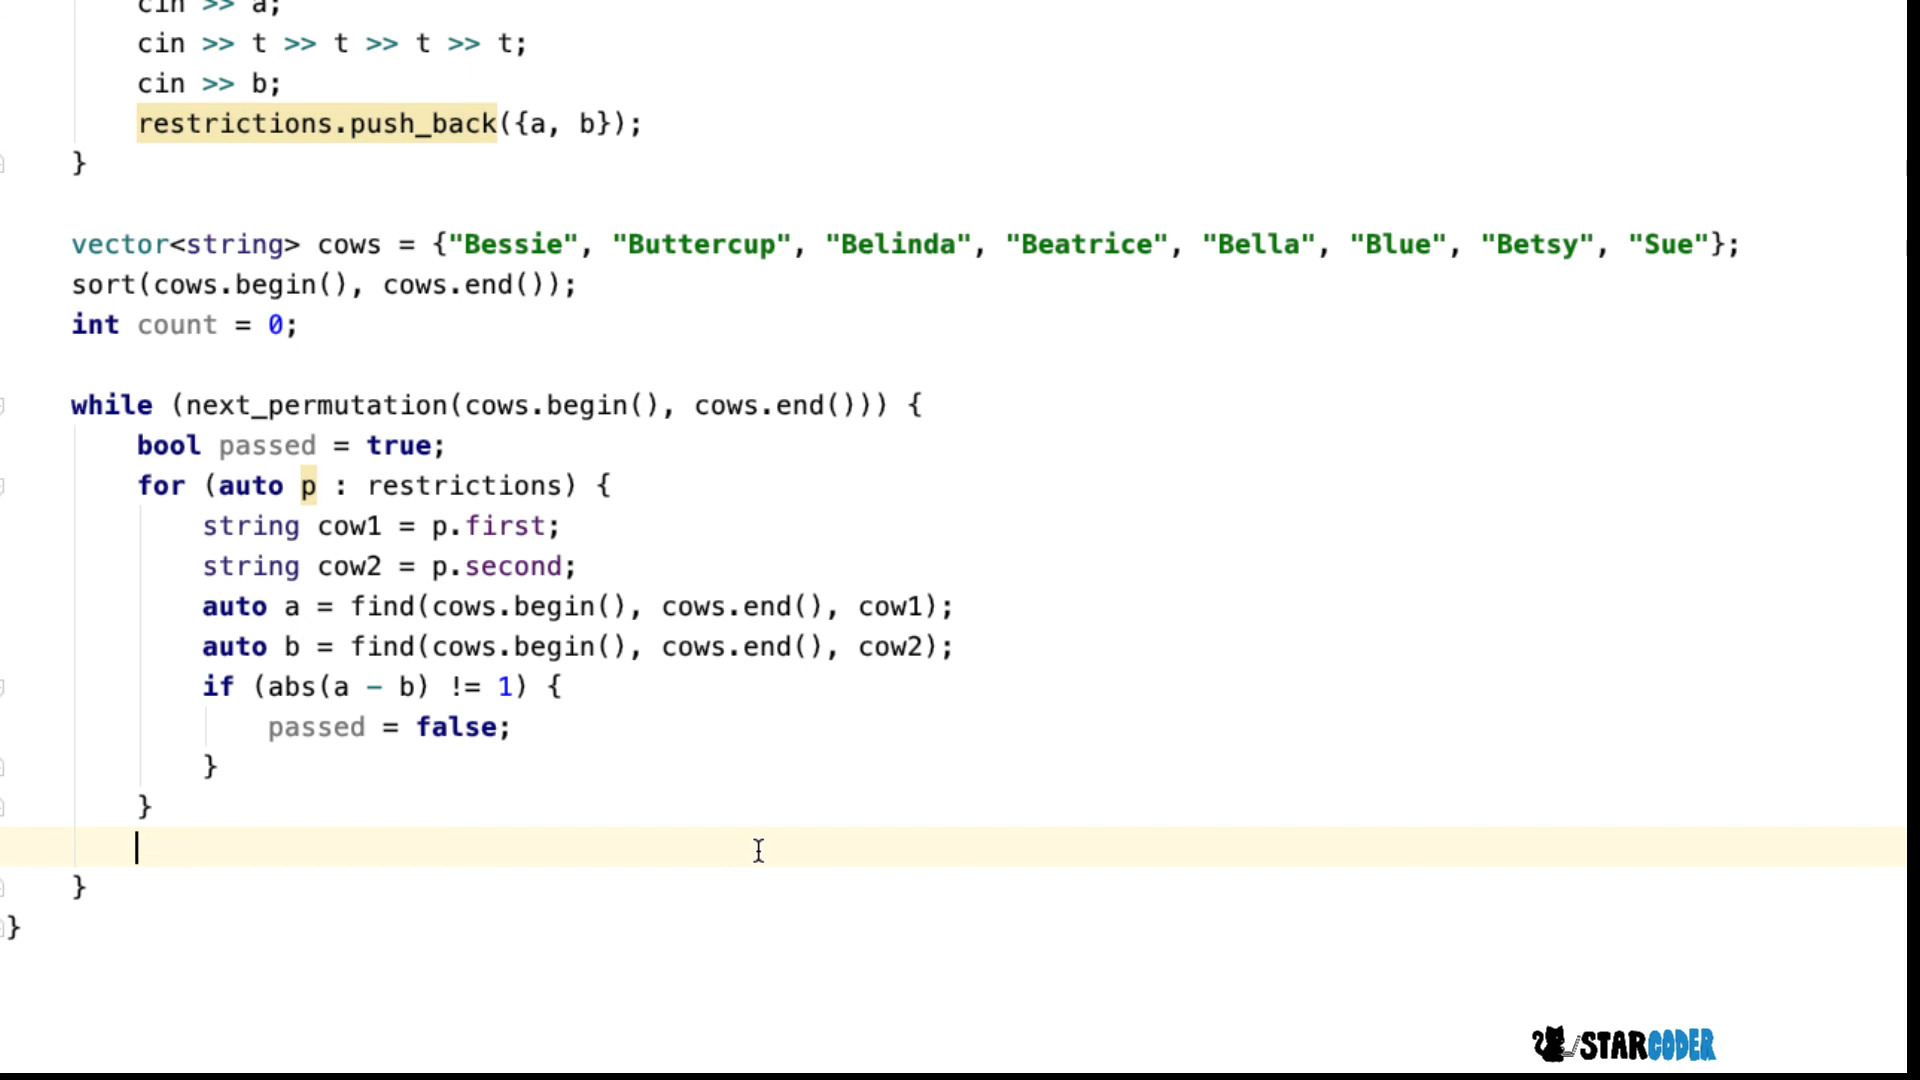 cin >> a;
cin >> t >> t >> t >> t;
cin >> b;
restrictions.push_back({a, b});
}
vector<string> cows = {"Bessie", "Buttercup", "Belinda", "Beatrice", "Bella", "Blue", "Betsy", "Sue"};
sort(cows.begin(), cows.end());
int count = 0;
while (next_permutation(cows.begin(), cows.end())) {
bool passed = true;
for (auto p : restrictions) {
string cow1 = p.first;
string cow2 = p.second;
auto a = find(cows.begin(), cows.end(), cow1);
auto b = find(cows.begin(), cows.end(), cow2);
if (abs(a - b) != 1) {
passed = false;
}
}
}
}
STARCODER